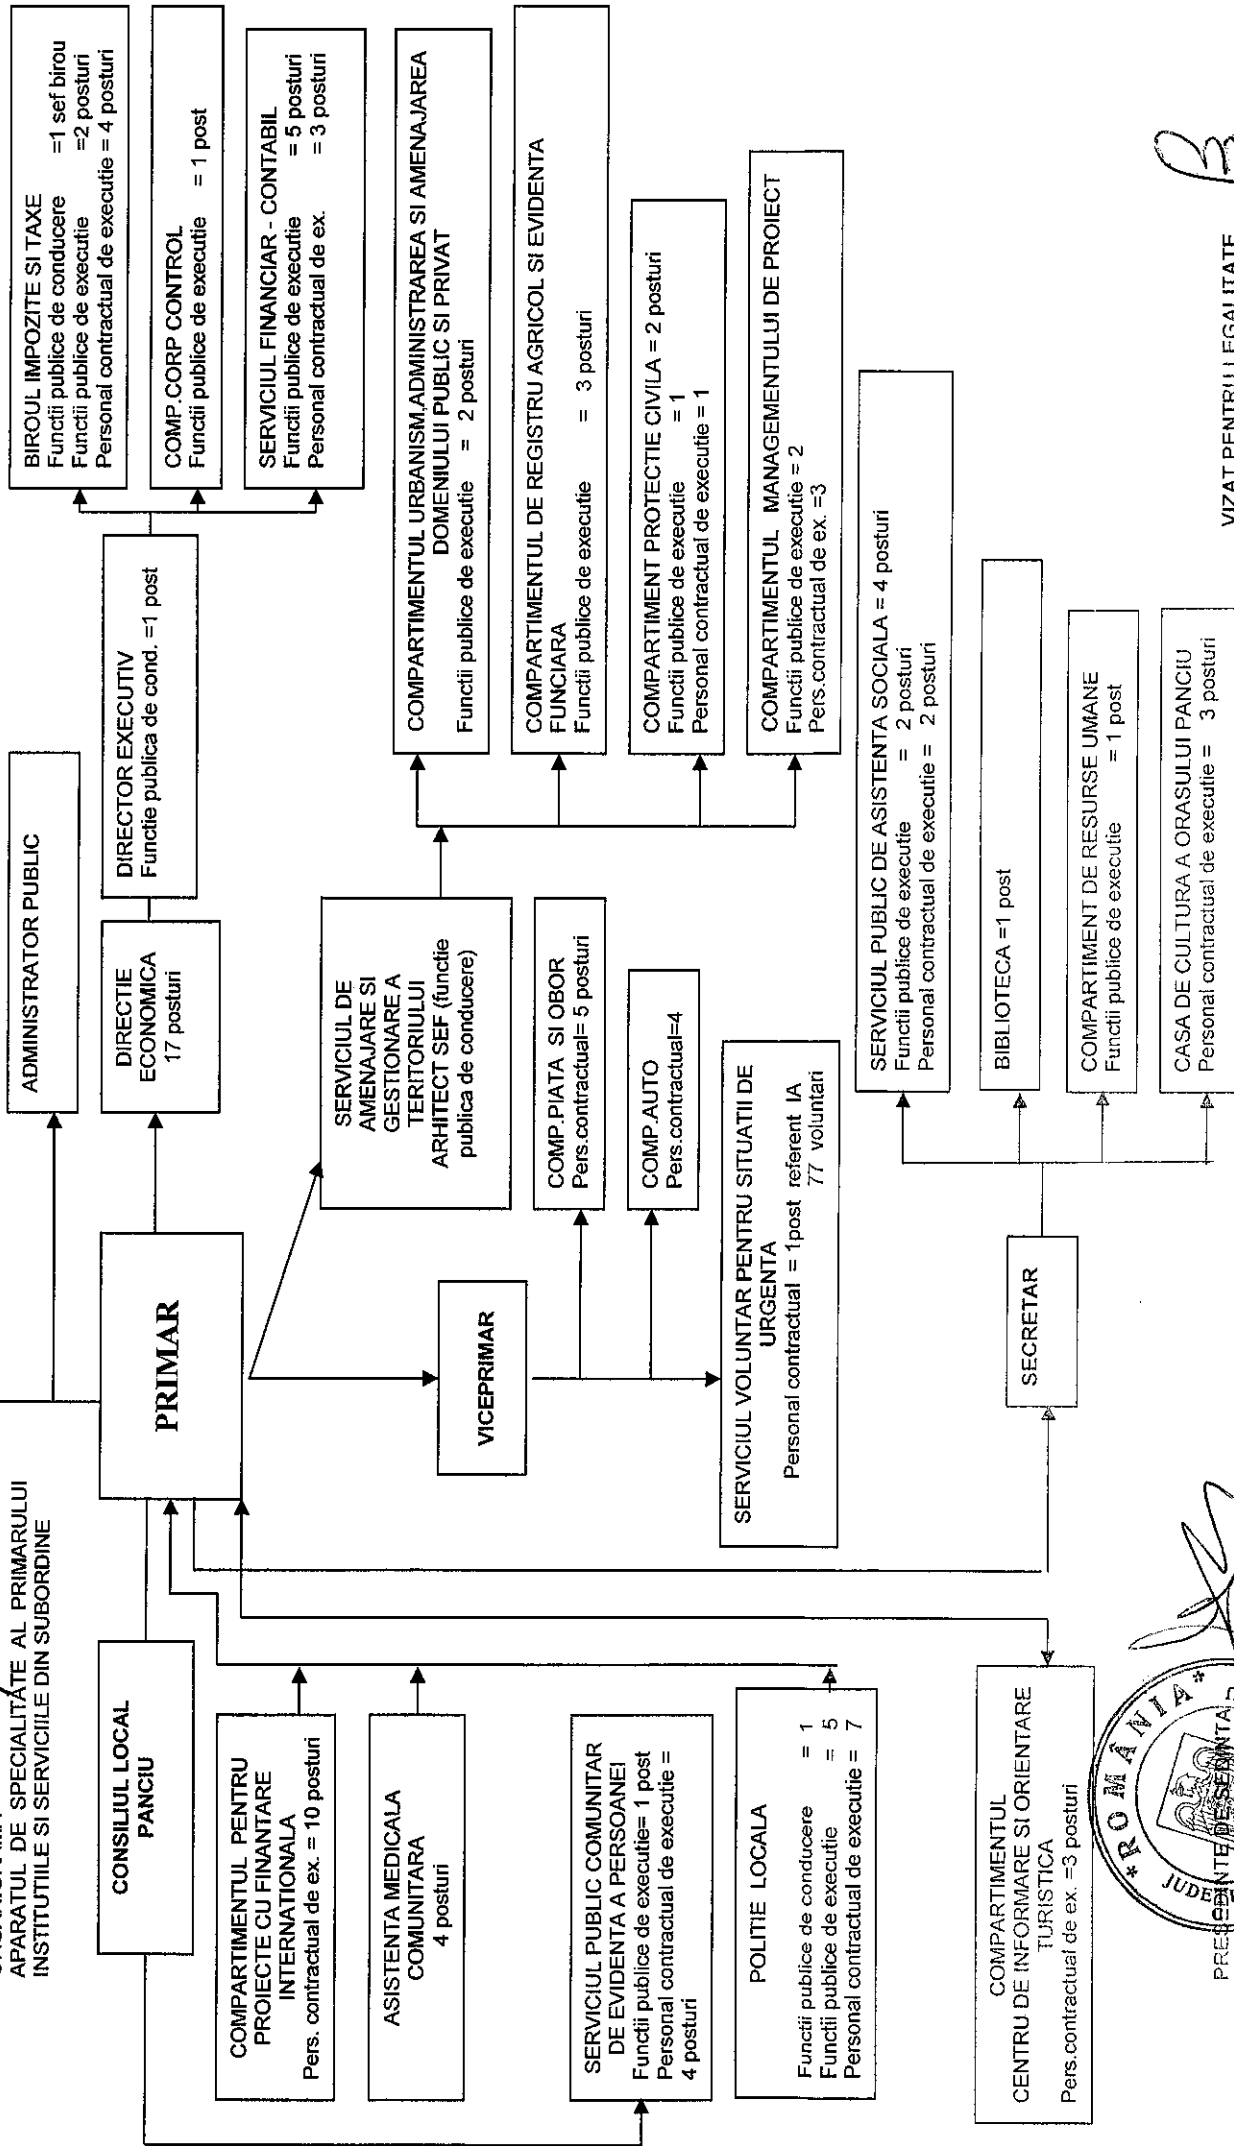 APARATUL DE SPECIALITATE AL PRIMARULUI
INSTITUTIILE SI SERVICIILE DIN SUBORDINE
CONSILIUL LOCAL
PANCIU
PRIMAR
ADMINISTRATOR PUBLIC
DIRECTIE
ECONOMICA
17 posturi
DIRECTOR EXECUTIV
Functie publica de cond. =1 post
BIROUL IMPOZITE SI TAXE
Functii publice de conducere =1 sef birou
Functii publice de executie =2 posturi
Personal contractual de executie = 4 posturi
COMP.CORP CONTROL
Functii publice de executie = 1 post
SERVICIUL FINANCIAR - CONTABIL
Functii publice de executie = 5 posturi
Personal contractual de ex. = 3 posturi
COMPARTIMENTUL PENTRU
PROIECTE CU FINANTARE
INTERNATIONALA
Pers. contractual de ex. = 10 posturi
ASISTENTA MEDICALA
COMUNITARA
4 posturi
SERVICIUL PUBLIC COMUNITAR
DE EVIDENTA A PERSOANEI
Functii publice de executie= 1 post
Personal contractual de executie =
4 posturi
POLITIE LOCALA
Functii publice de conducere = 1
Functii publice de executie = 5
Personal contractual de executie = 7
COMPARTIMENTUL
CENTRU DE INFORMARE SI ORIENTARE
TURISTICA
Pers.contractual de ex. =3 posturi
VICEPRIMAR
SERVICIUL DE
AMENAJARE SI
GESTIONARE A
TERITORIULUI
ARHITECT SEF (functie
publica de conducere)
COMP.PIATA SI OBOR
Pers.contractual= 5 posturi
COMP.AUTO
Pers.contractual=4
SERVICIUL VOLUNTAR PENTRU SITUATII DE
URGENTA
Personal contractual = 1post referent IA
77 voluntari
COMPARTIMENTUL URBANISM,ADMINISTRAREA SI AMENAJAREA
DOMENIULUI PUBLIC SI PRIVAT
Functii publice de executie = 2 posturi
COMPARTIMENTUL DE REGISTRU AGRICOL SI EVIDENTA
FUNCIARA
Functii publice de executie = 3 posturi
COMPARTIMENT PROTECTIE CIVILA = 2 posturi
Functii publice de executie = 1
Personal contractual de executie = 1
COMPARTIMENTUL MANAGEMENTULUI DE PROIECT
Functii publice de executie = 2
Pers.contractual de ex. =3
SECRETAR
SERVICIUL PUBLIC DE ASISTENTA SOCIALA = 4 posturi
Functii publice de executie = 2 posturi
Personal contractual de executie = 2 posturi
BIBLIOTECA =1 post
COMPARTIMENT DE RESURSE UMANE
Functii publice de executie = 1 post
CASA DE CULTURA A ORASULUI PANCIU
Personal contractual de executie = 3 posturi
*ROMÂNIA*
PRESEDINTE DE SEDINTA
VIZAT PENTRU LEGALITATE